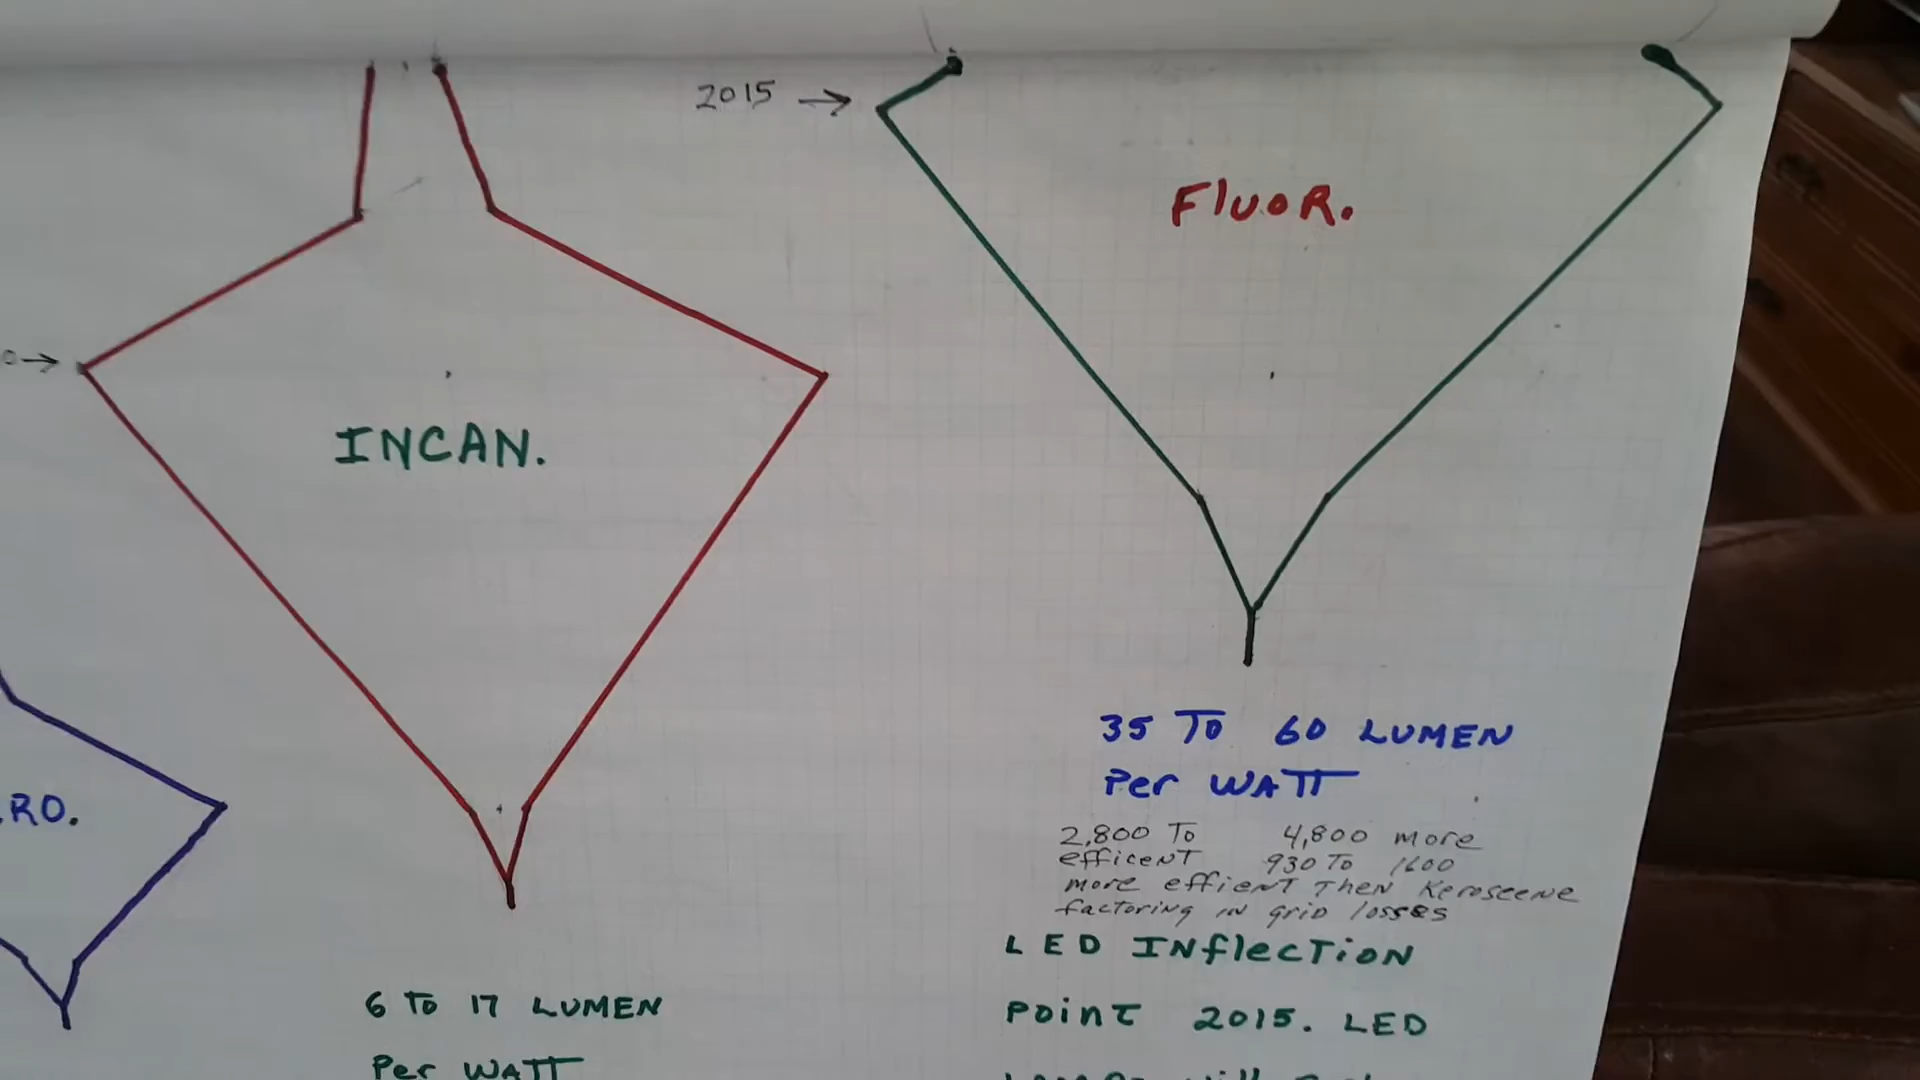 2015 →
FluoR.
INCAN.
RO.
35 To 60 LUMEN
Per WATT
2,800 To 4,800 more
efficenT 930 To 1600
more effienT Then Keroscene
factoring in grid losses
LED INflecTioN
PoinT 2015. LED
6 To 17 LUMEN
Per WATT